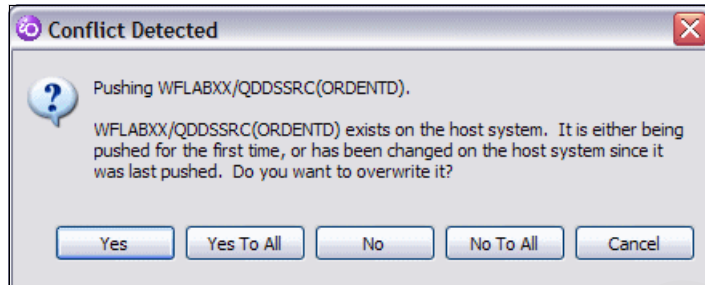 Conflict Detected
Pushing WFLABXX/QDDSSRC(ORDENTD).
WFLABXX/QDDSSRC(ORDENTD) exists on the host system.  It is either being
pushed for the first time, or has been changed on the host system since it
was last pushed.  Do you want to overwrite it?
Yes
Yes To All
No
No To All
Cancel